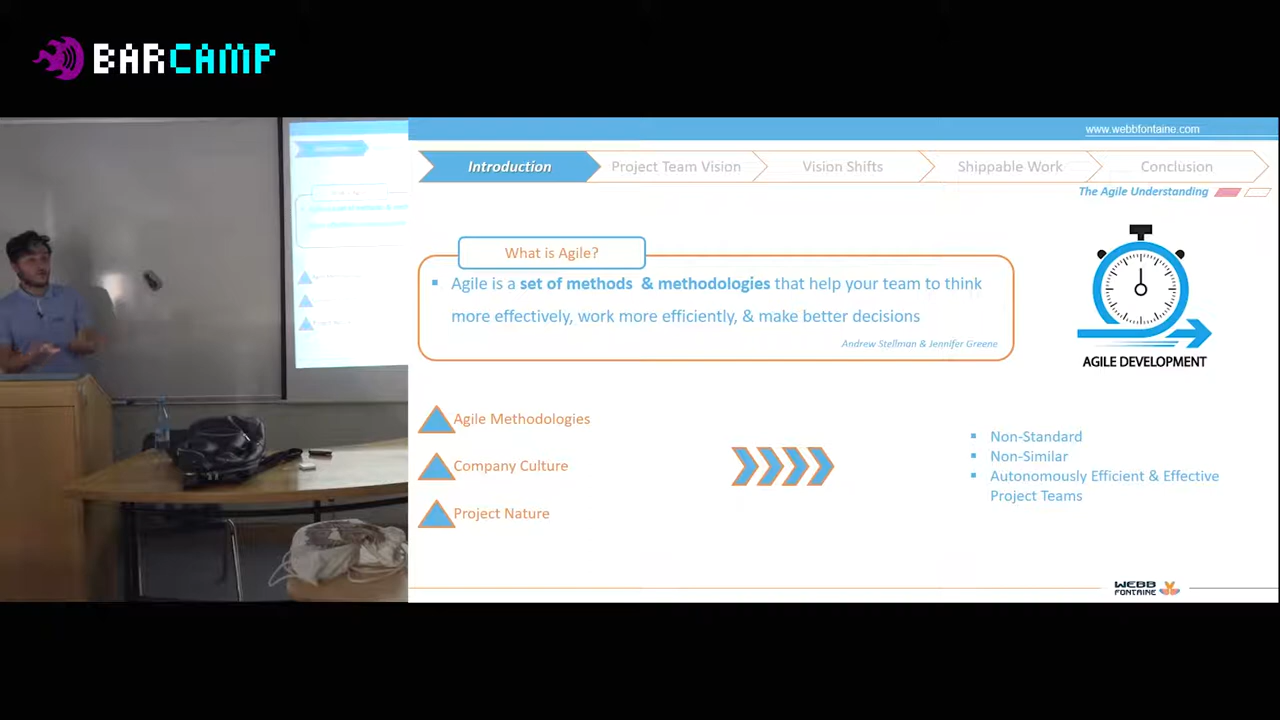 BARCAMP
www.webbfontaine.com
Introduction
Project Team Vision
Vision Shifts
Shippable Work
Conclusion
The Agile Understanding
What is Agile?
Agile is a set of methods & methodologies that help your team to think
more effectively, work more efficiently, & make better decisions
Andrew Stellman & Jennifer Greene
AGILE DEVELOPMENT
Agile Methodologies
Company Culture
Project Nature
Non-Standard
Non-Similar
Autonomously Efficient & Effective
Project Teams
WEBB
FONTAINE